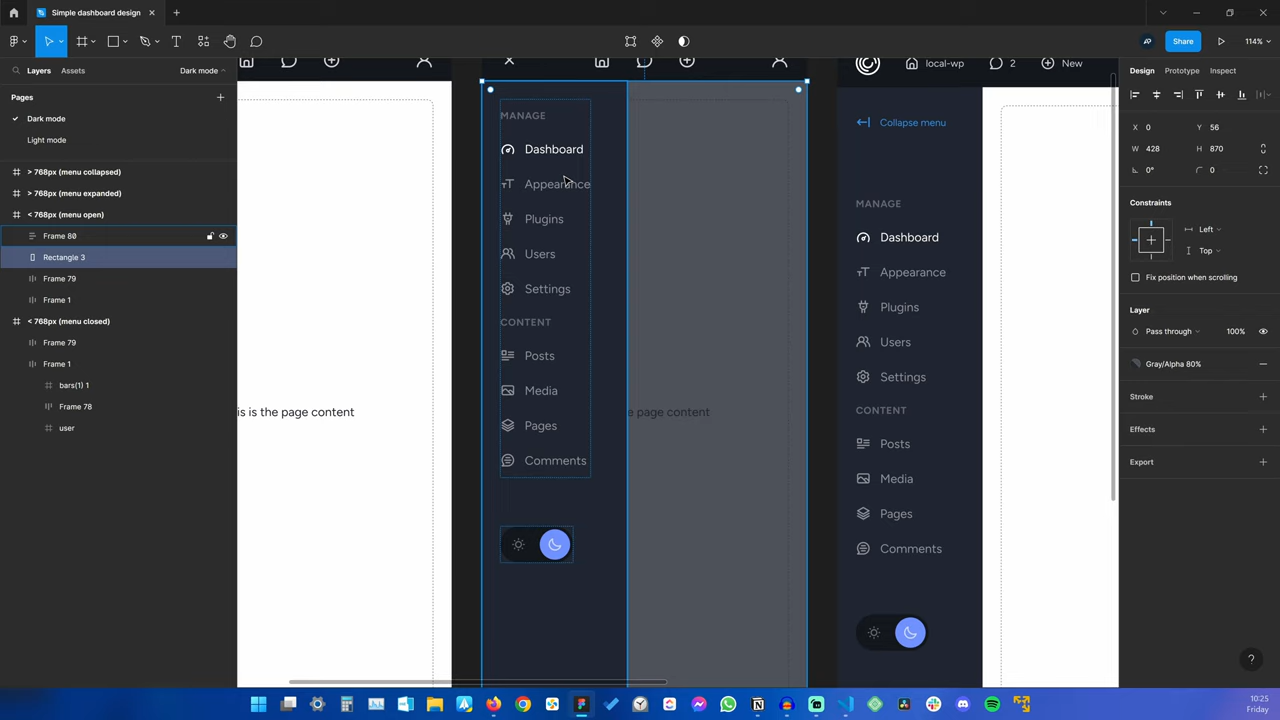 Simple dashboard design
AP
Share
114%
Layers
Assets
Dark mode
Pages
Dark mode
Light mode
> 768px (menu collapsed)
> 768px (menu expanded)
< 768px (menu open)
Frame 80
Rectangle 3
Frame 79
Frame 1
< 768px (menu closed)
Frame 79
Frame 1
bars(1) 1
Frame 78
user
is is the page content
MANAGE
Dashboard
Appearance
Plugins
Users
Settings
CONTENT
Posts
Media
Pages
Comments
e page content
local-wp
2
New
Collapse menu
MANAGE
Dashboard
Appearance
Plugins
Users
Settings
CONTENT
Posts
Media
Pages
Comments
Design
Prototype
Inspect
X
0
Y
56
W
428
H
870
0°
0
Constraints
Left
Top
Fix position when scrolling
Layer
Pass through
100%
Gray/Alpha 80%
Stroke
Effects
Export
?
10:25
Friday